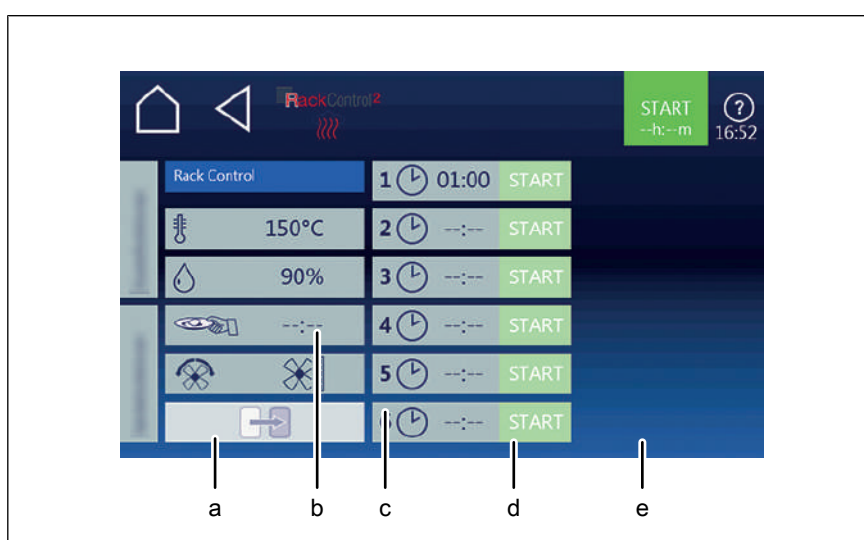 RackControl²
START
--h:--m
?
16:52
Rack Control
1 01:00 START
150°C
2 --:-- START
90%
3 --:-- START
--:--
4 --:-- START
5 --:-- START
--:-- START
a b c d e